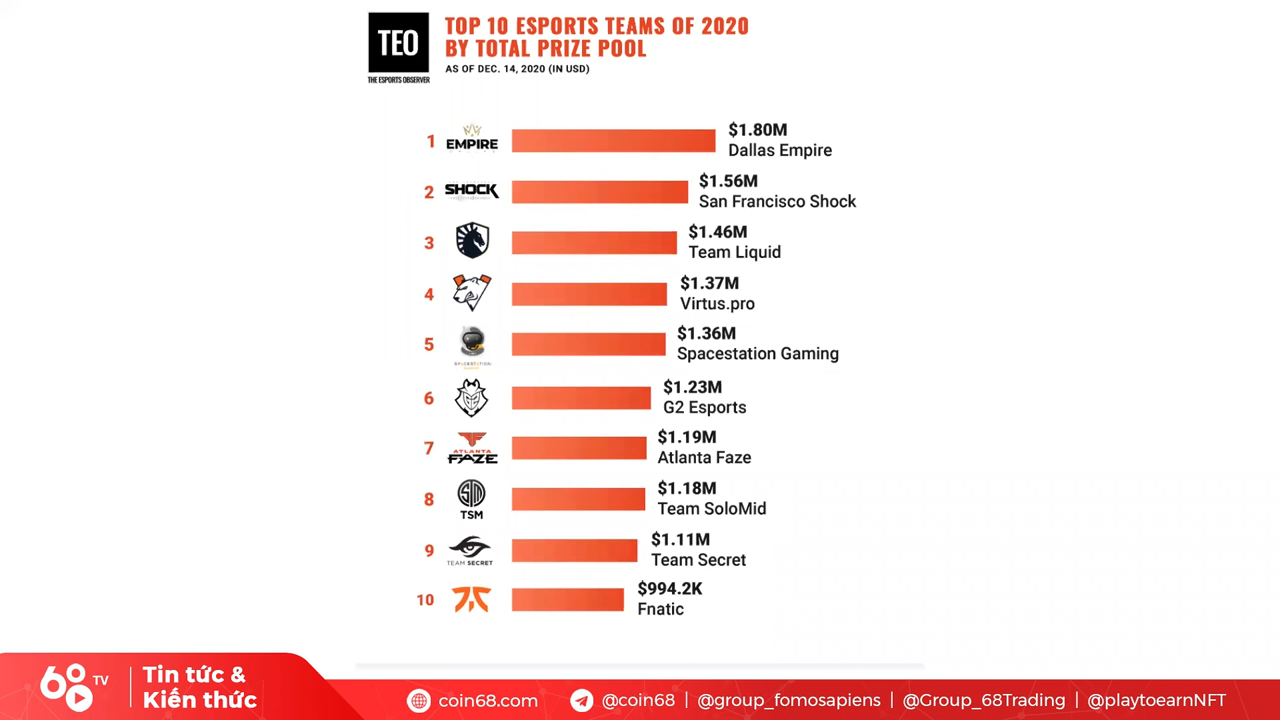 TEO
THE ESPORTS OBSERVER
TOP 10 ESPORTS TEAMS OF 2020
BY TOTAL PRIZE POOL
AS OF DEC. 14, 2020 (IN USD)
1
EMPIRE
$1.80M
Dallas Empire
2
SHOCK
$1.56M
San Francisco Shock
3
$1.46M
Team Liquid
4
$1.37M
Virtus.pro
5
SPACESTATION
$1.36M
Spacestation Gaming
6
$1.23M
G2 Esports
7
ATLANTA
FAZE
$1.19M
Atlanta Faze
8
TSM
$1.18M
Team SoloMid
9
TEAM SECRET
$1.11M
Team Secret
10
$994.2K
Fnatic
68 TV
Tin tức &
Kiến thức
coin68.com
@coin68 | @group_fomosapiens | @Group_68Trading | @playtoearnNFT